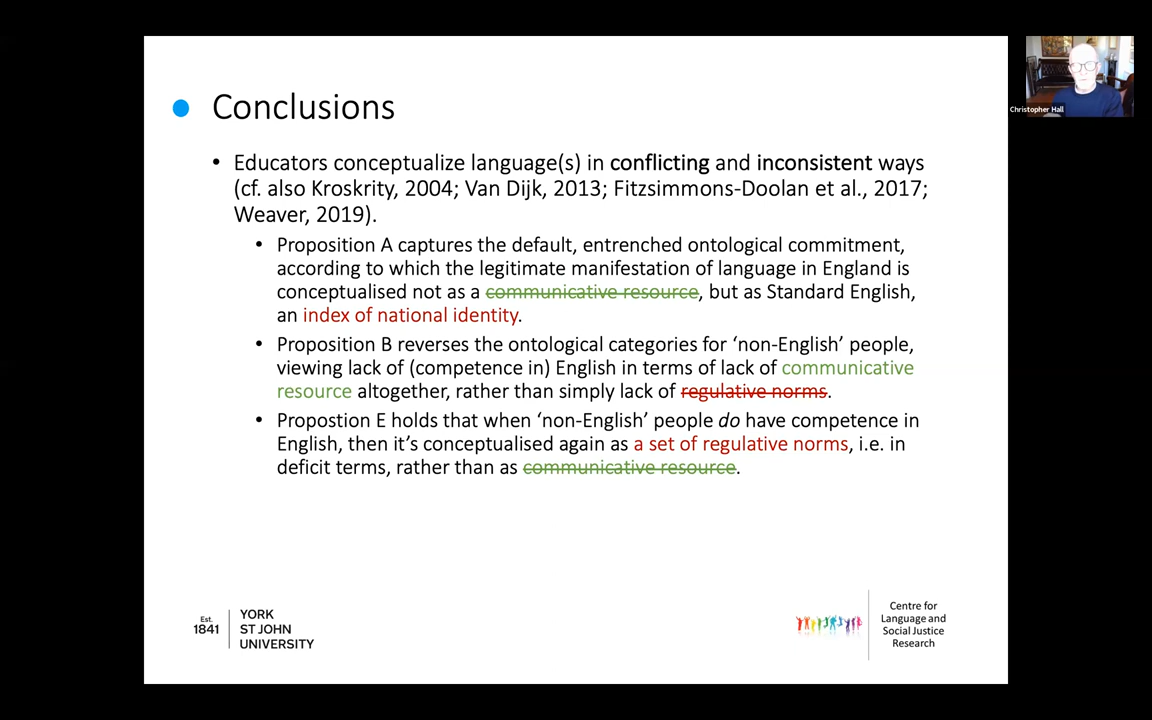 Conclusions
• Educators conceptualize language(s) in conflicting and inconsistent ways
(cf. also Kroskrity, 2004; Van Dijk, 2013; Fitzsimmons-Doolan et al., 2017;
Weaver, 2019).
• Proposition A captures the default, entrenched ontological commitment,
according to which the legitimate manifestation of language in England is
conceptualised not as a communicative resource, but as Standard English,
an index of national identity.
• Proposition B reverses the ontological categories for ‘non-English’ people,
viewing lack of (competence in) English in terms of lack of communicative
resource altogether, rather than simply lack of regulative norms.
• Propostion E holds that when ‘non-English’ people do have competence in
English, then it’s conceptualised again as a set of regulative norms, i.e. in
deficit terms, rather than as communicative resource.
Est.
1841
YORK
ST JOHN
UNIVERSITY
Centre for
Language and
Social Justice
Research
Christopher Hall